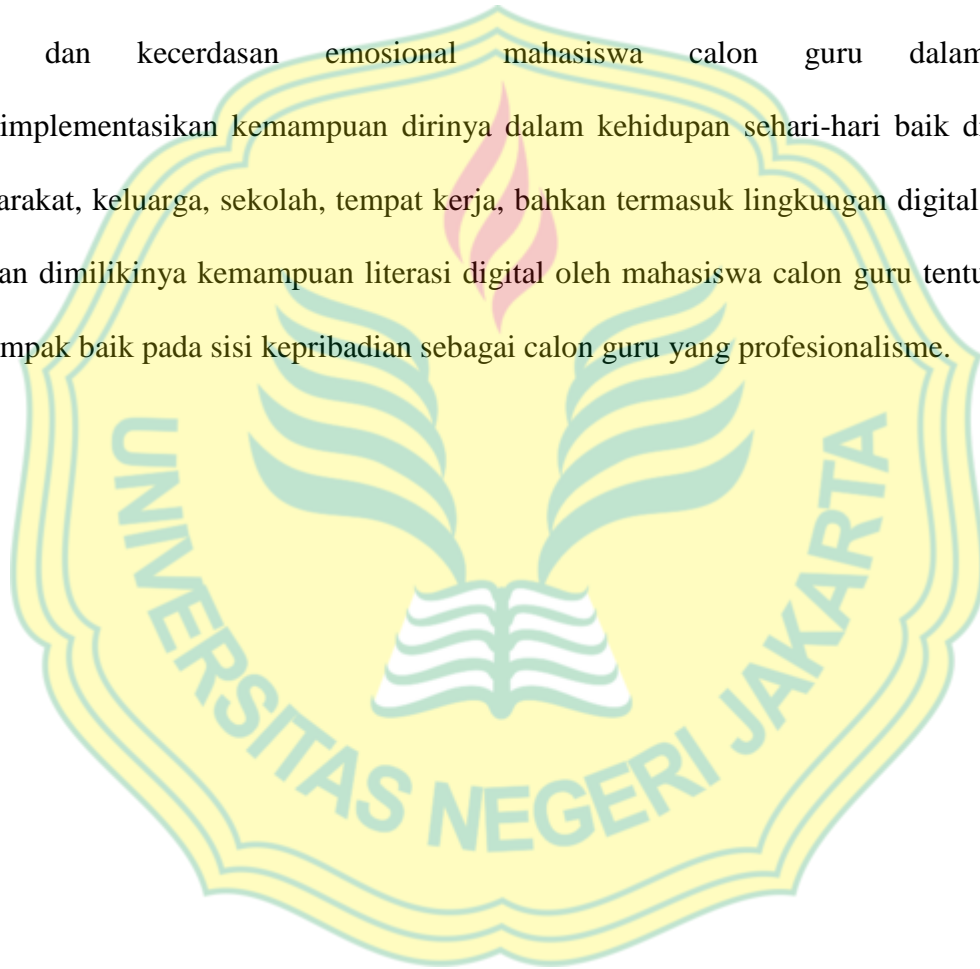 dan kecerdasan emosional mahasiswa calon guru dalam
implementasikan kemampuan dirinya dalam kehidupan sehari-hari baik di
arakat, keluarga, sekolah, tempat kerja, bahkan termasuk lingkungan digital
an dimilikinya kemampuan literasi digital oleh mahasiswa calon guru tentu
mpak baik pada sisi kepribadian sebagai calon guru yang profesionalisme.
UNIVERSITAS NEGERI JAKARTA